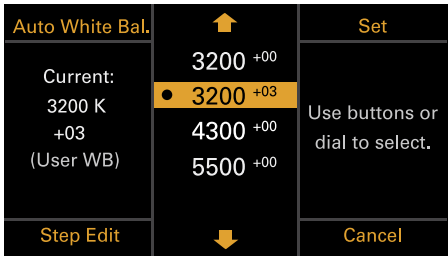 Auto White Bal.
Current:
3200 K
+03
(User WB)
Step Edit
3200 +00
3200 +03
4300 +00
5500 +00
Set
Use buttons or
dial to select.
Cancel